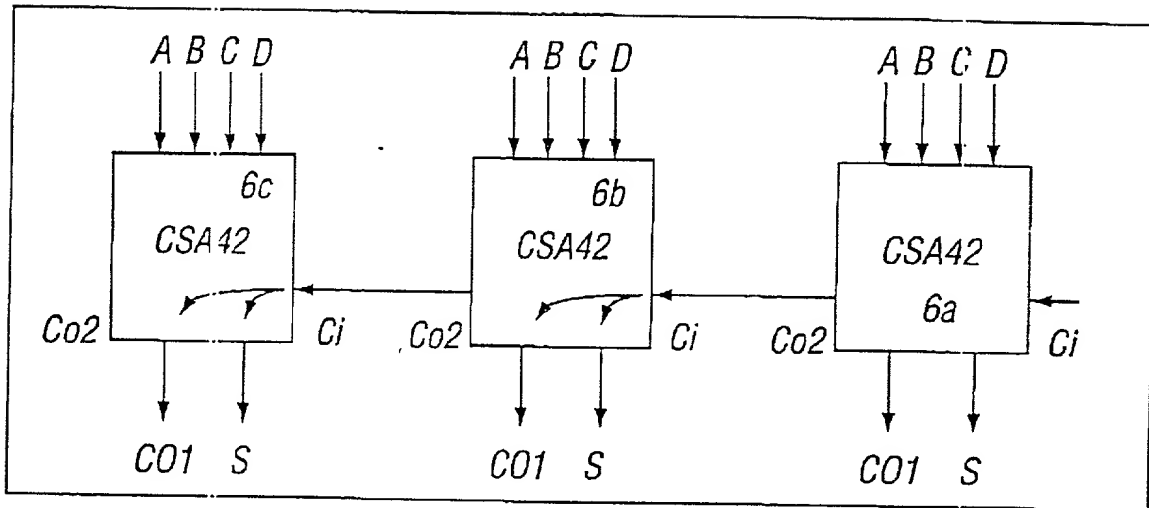 A B C D
A B C D
A B C D
6c
CSA42
6b
CSA42
CSA42
6a
Co2
Ci
Co2
Ci
Co2
Ci
CO1 S
CO1 S
CO1 S